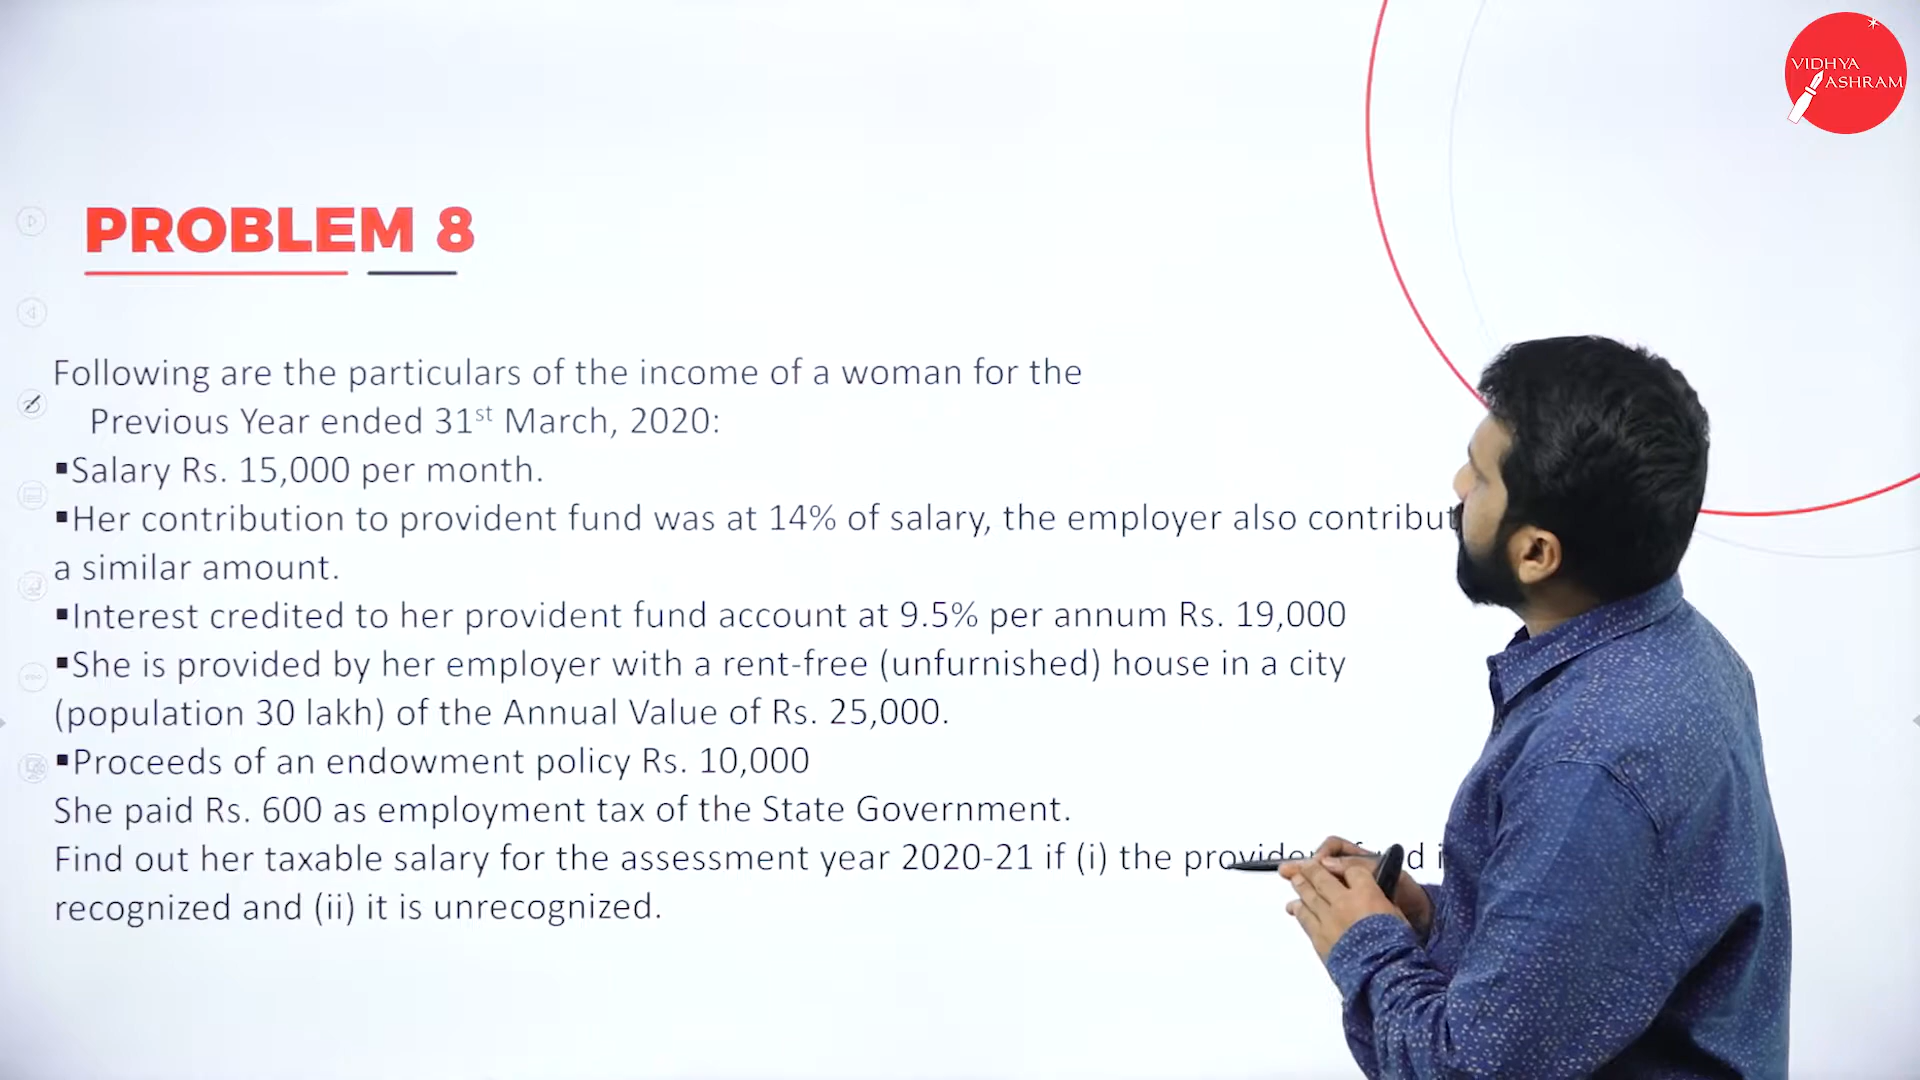 VIDHYA
ASHRAM
PROBLEM 8
Following are the particulars of the income of a woman for the
Previous Year ended 31st March, 2020:
▪Salary Rs. 15,000 per month.
▪Her contribution to provident fund was at 14% of salary, the employer also
a similar amount.
▪Interest credited to her provident fund account at 9.5% per annum Rs. 19,000
▪She is provided by her employer with a rent-free (unfurnished) house in a city
(population 30 lakh) of the Annual Value of Rs. 25,000.
▪Proceeds of an endowment policy Rs. 10,000
She paid Rs. 600 as employment tax of the State Government.
Find out her taxable salary for the assessment year 2020-21 if (i) the
recognized and (ii) it is unrecognized.